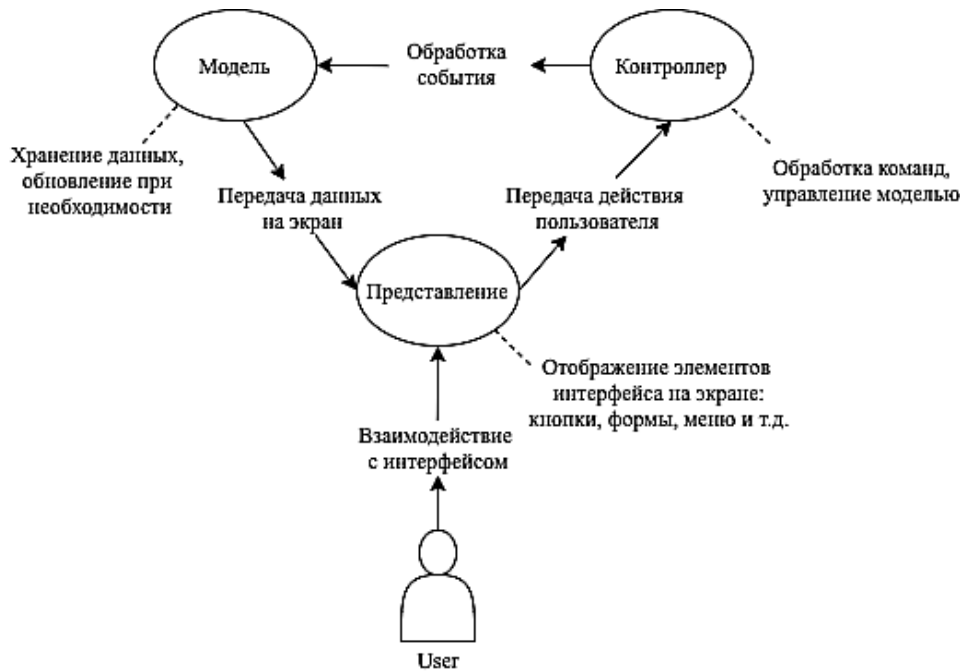 Модель
Обработка
события
Контроллер
Хранение данных,
обновление при
необходимости
Передача данных
на экран
Передача действия
пользователя
Обработка команд,
управление моделью
Представление
Отображение элементов
интерфейса на экране:
кнопки, формы, меню и т.д.
Взаимодействие
с интерфейсом
User